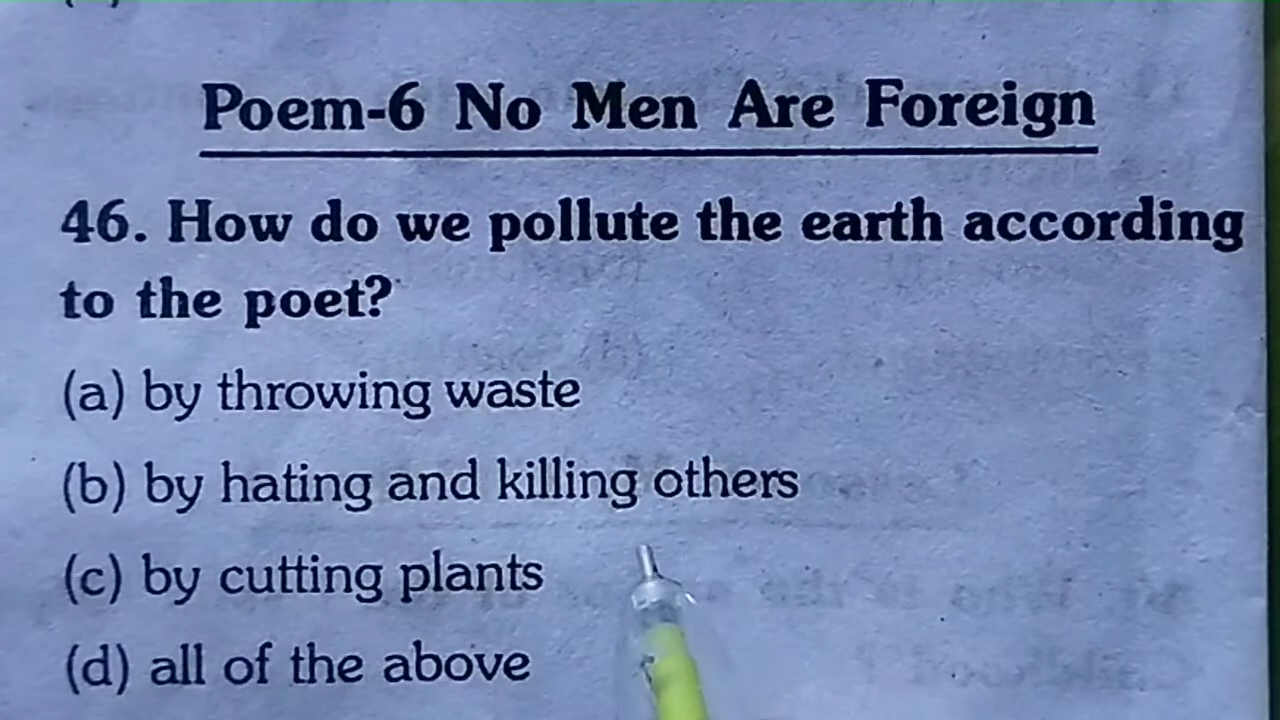 Poem-6 No Men Are Foreign
46. How do we pollute the earth according
to the poet?
(a) by throwing waste
(b) by hating and killing others
(c) by cutting plants
(d) all of the above